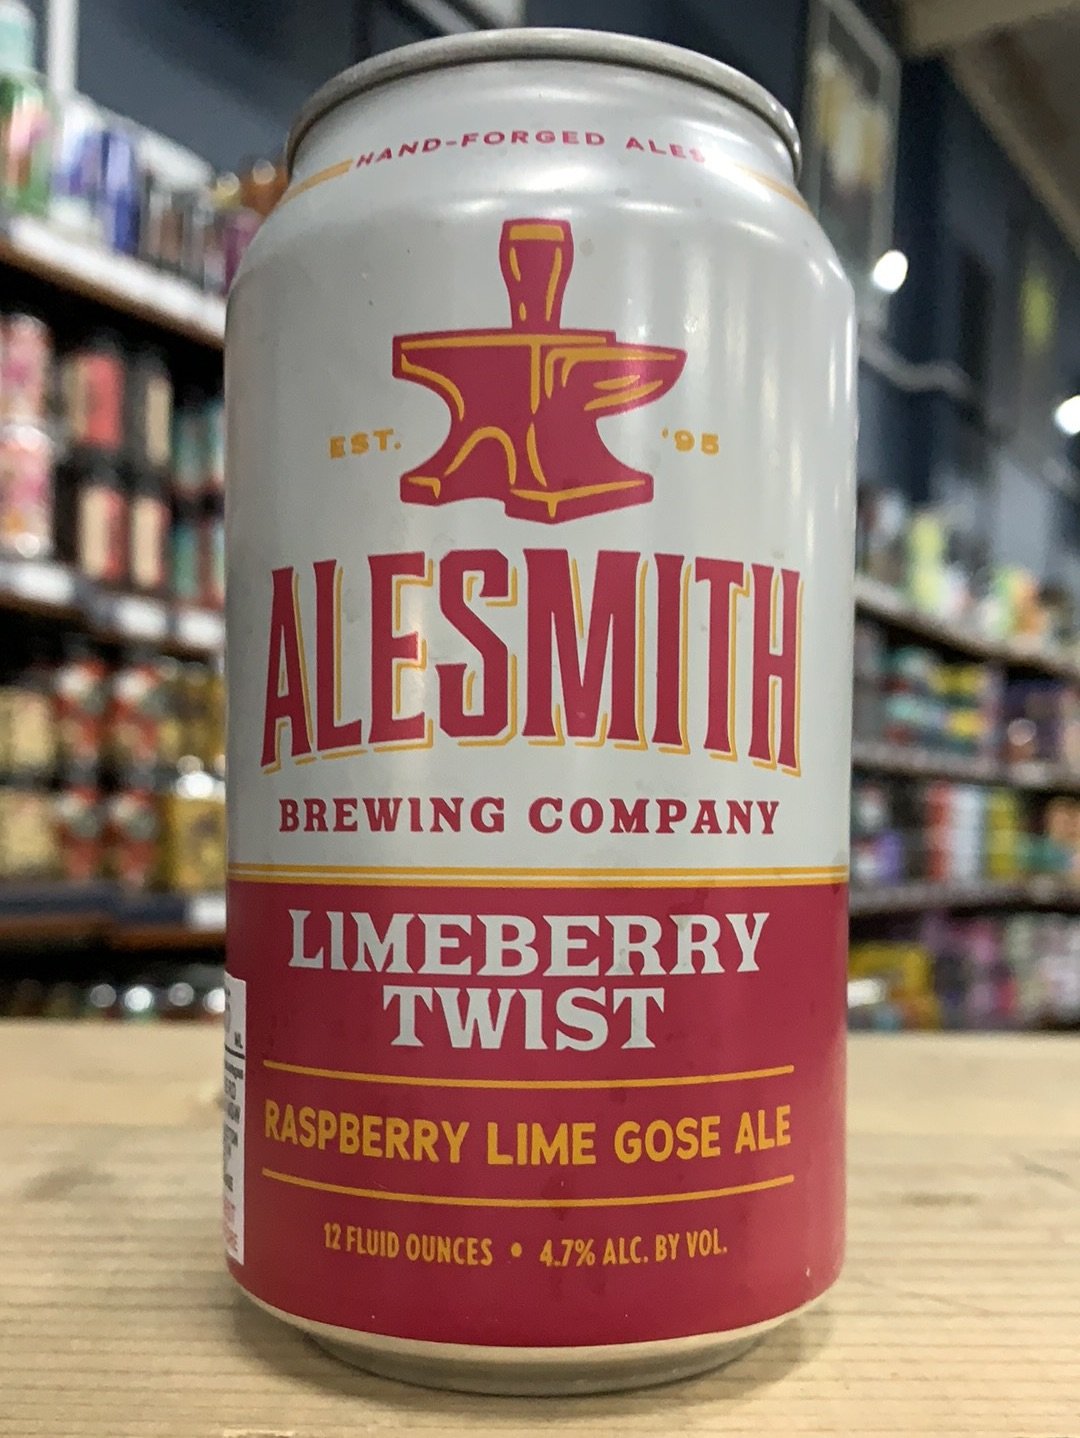 HAND-FORGED ALES
EST. '95
ALESMITH
BREWING COMPANY
LIMEBERRY
TWIST
RASPBERRY LIME GOSE ALE
12 FLUID OUNCES • 4.7% ALC. BY VOL.